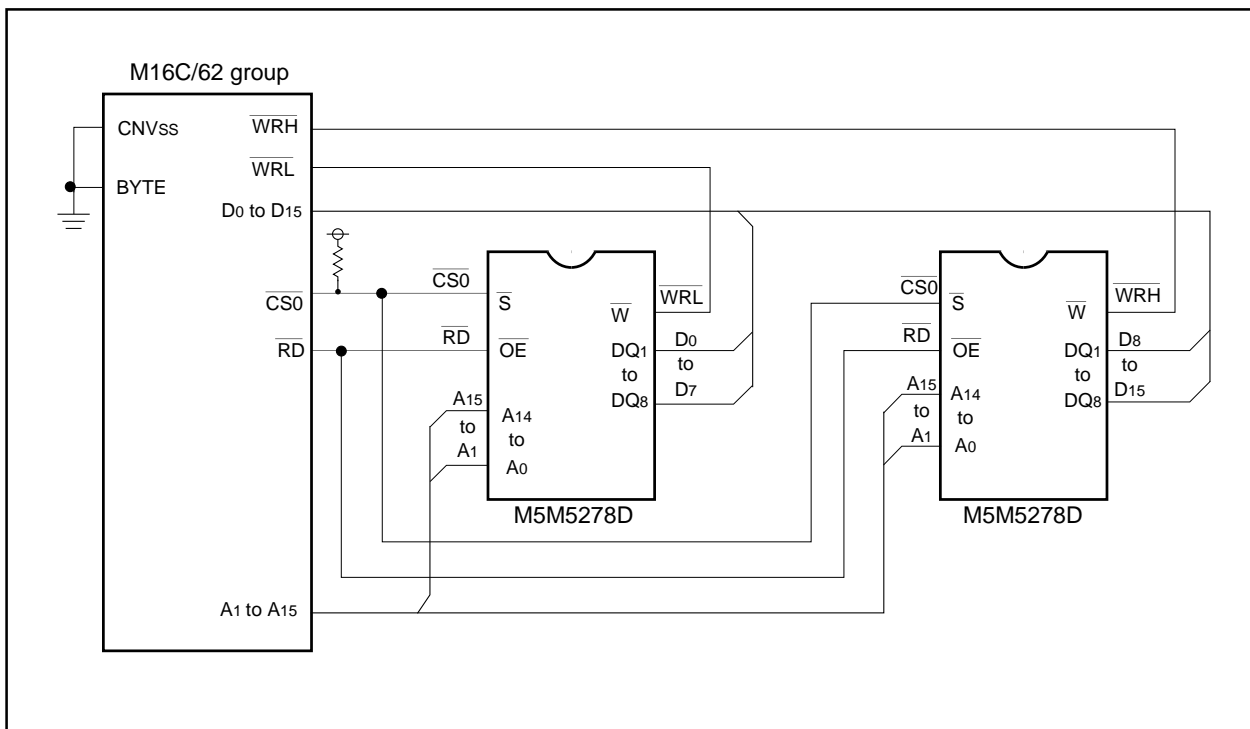 M16C/62 group
CNVSS
BYTE
WRH
WRL
D0 to D15
CS0
RD
A1 to A15
CS0
RD
A15
to
A1
S
OE
A14
to
A0
W
DQ1
to
DQ8
WRL
D0
to
D7
M5M5278D
CS0
RD
A15
to
A1
S
OE
A14
to
A0
W
DQ1
to
DQ8
WRH
D8
to
D15
M5M5278D